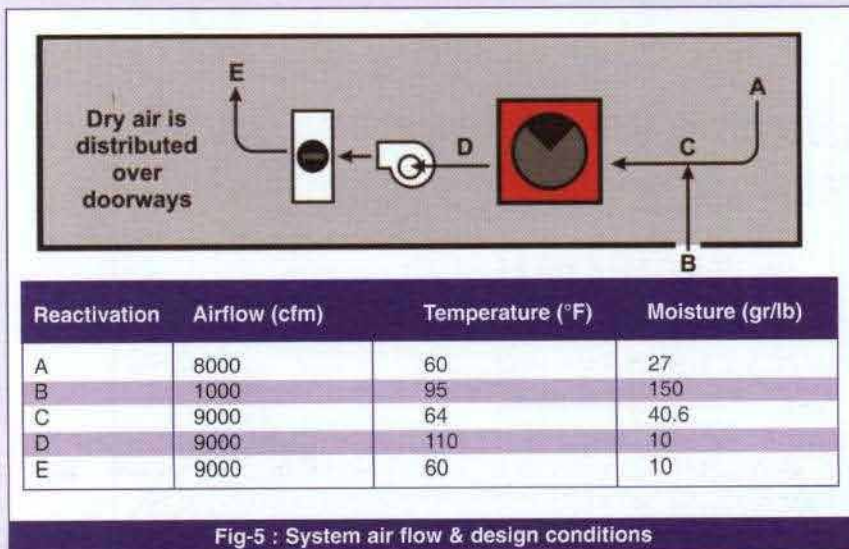 E
A
Dry air is
distributed
over
doorways
D
C
B
Reactivation Airflow (cfm) Temperature (°F) Moisture (gr/lb)
A 8000 60 27
B 1000 95 150
C 9000 64 40.6
D 9000 110 10
E 9000 60 10
Fig-5 : System air flow & design conditions